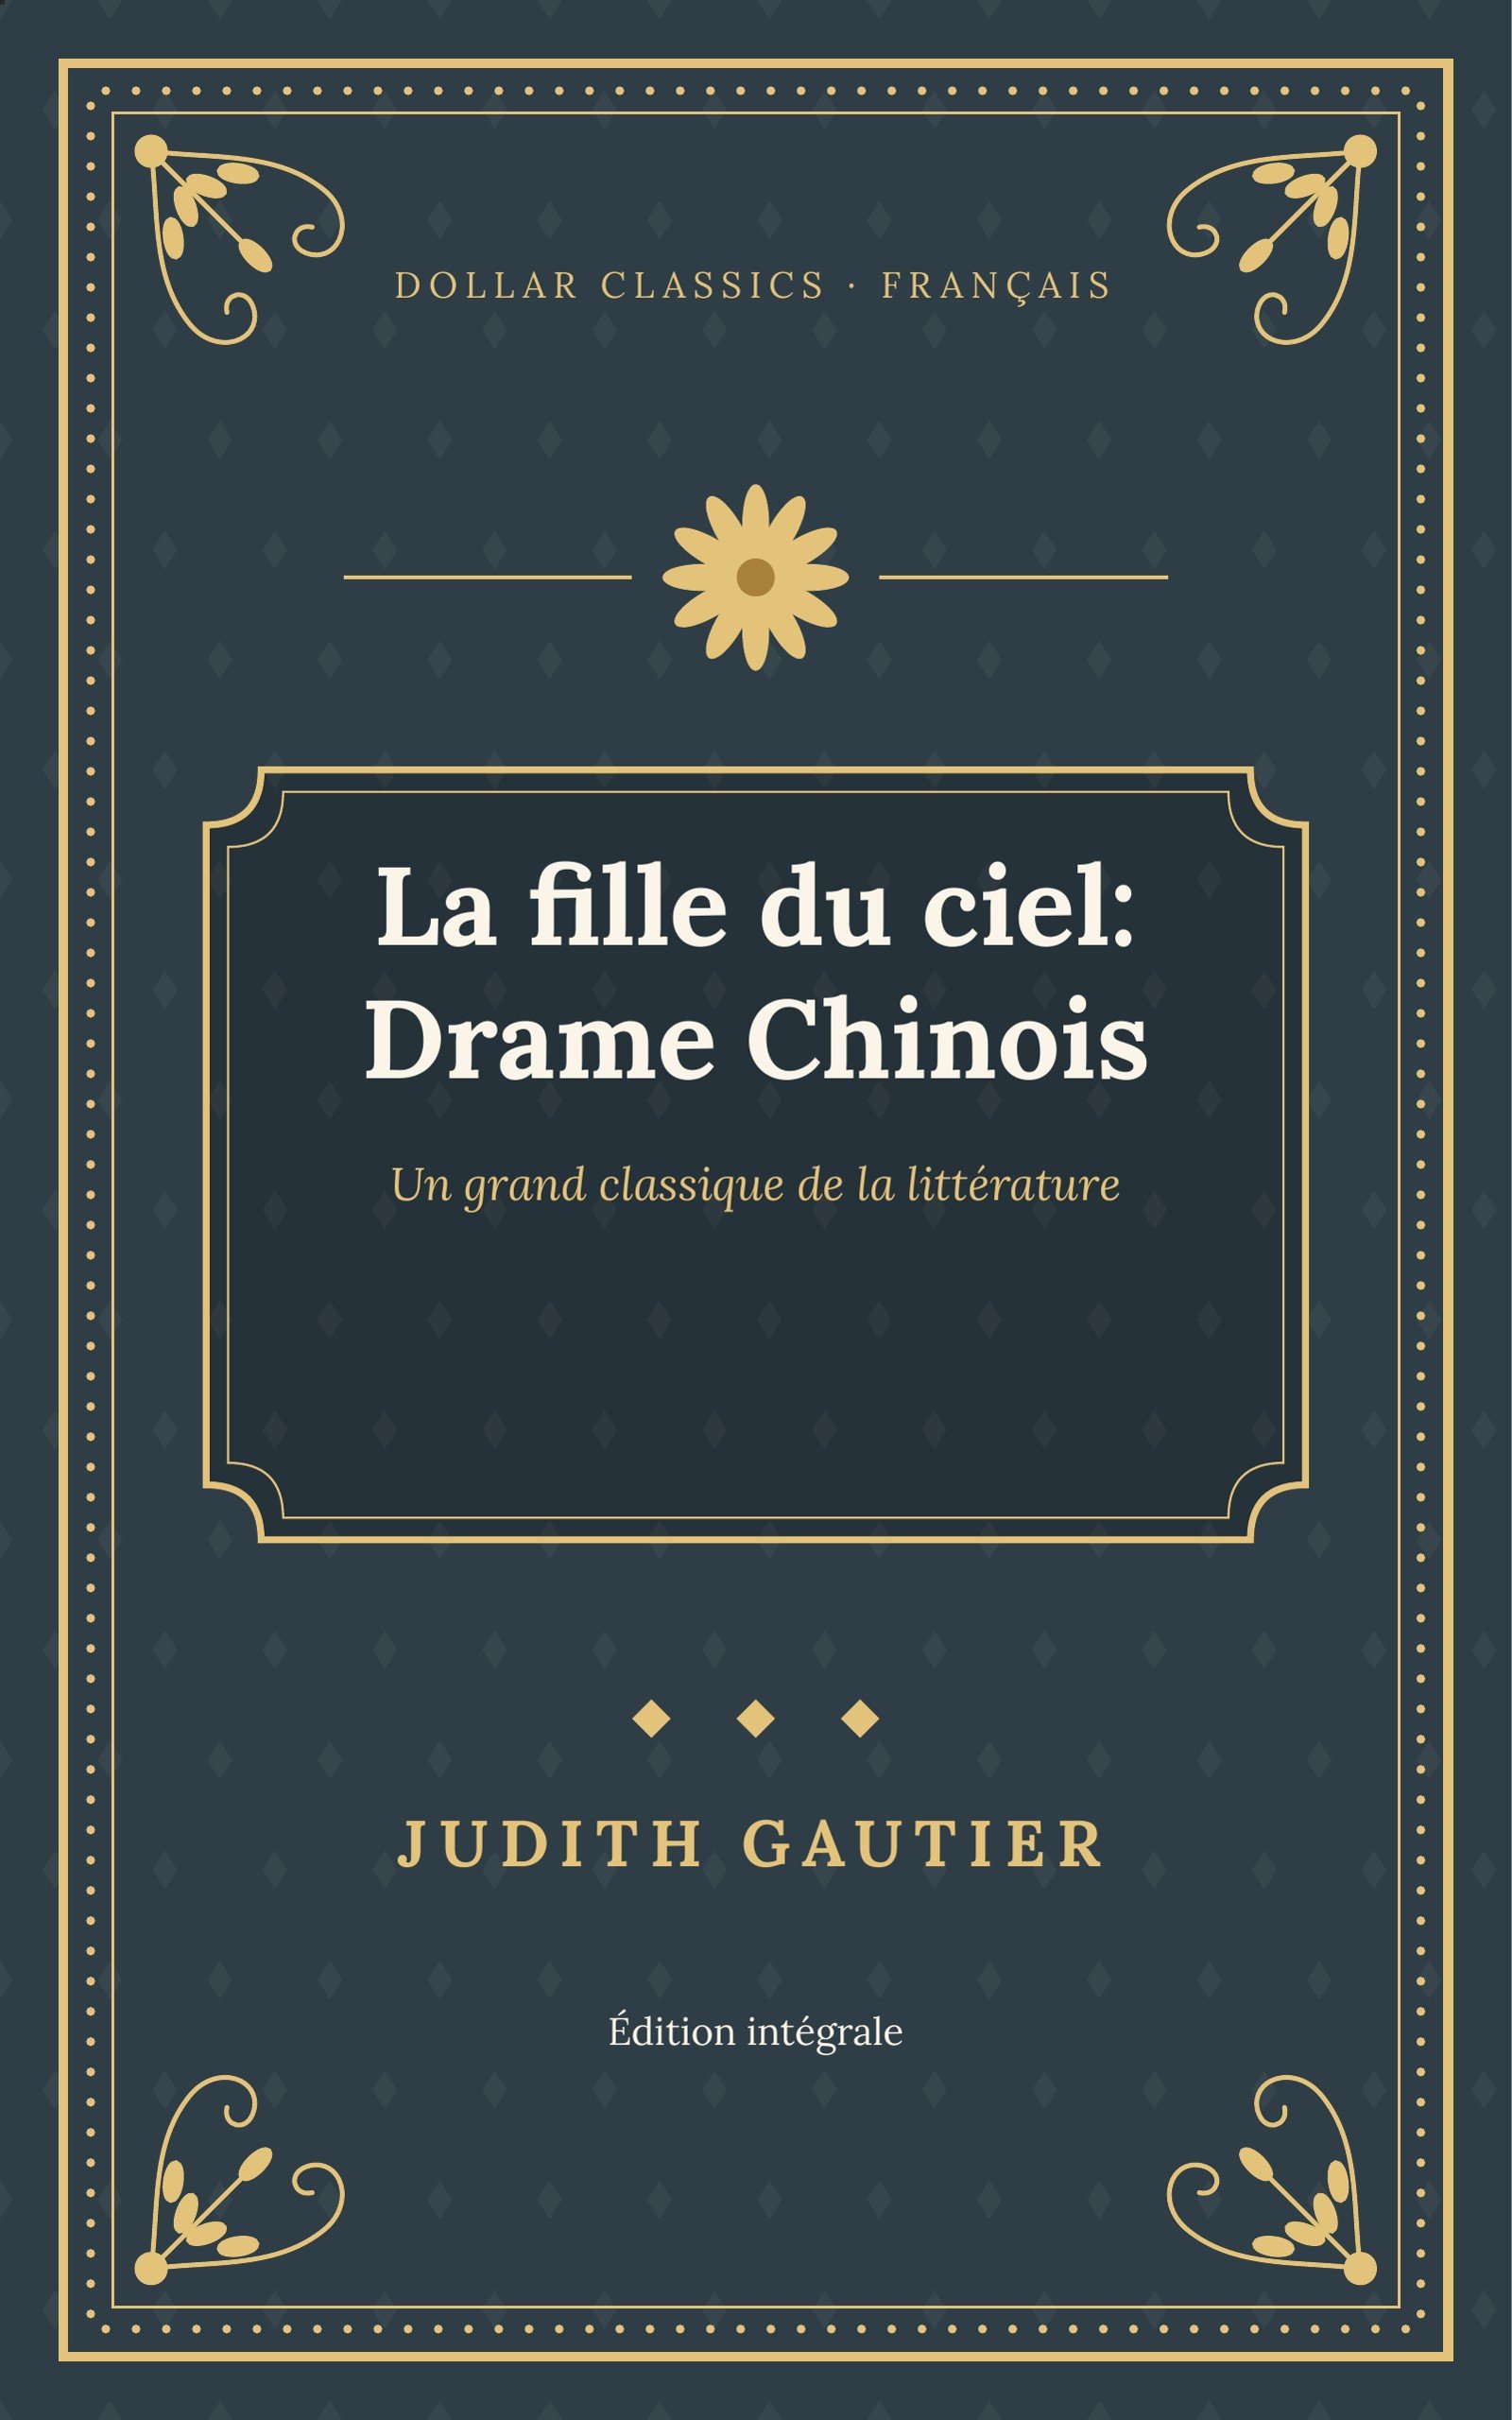 DOLLAR CLASSICS · FRANÇAIS
La fille du ciel:
Drame Chinois
Un grand classique de la littérature
JUDITH GAUTIER
Édition intégrale